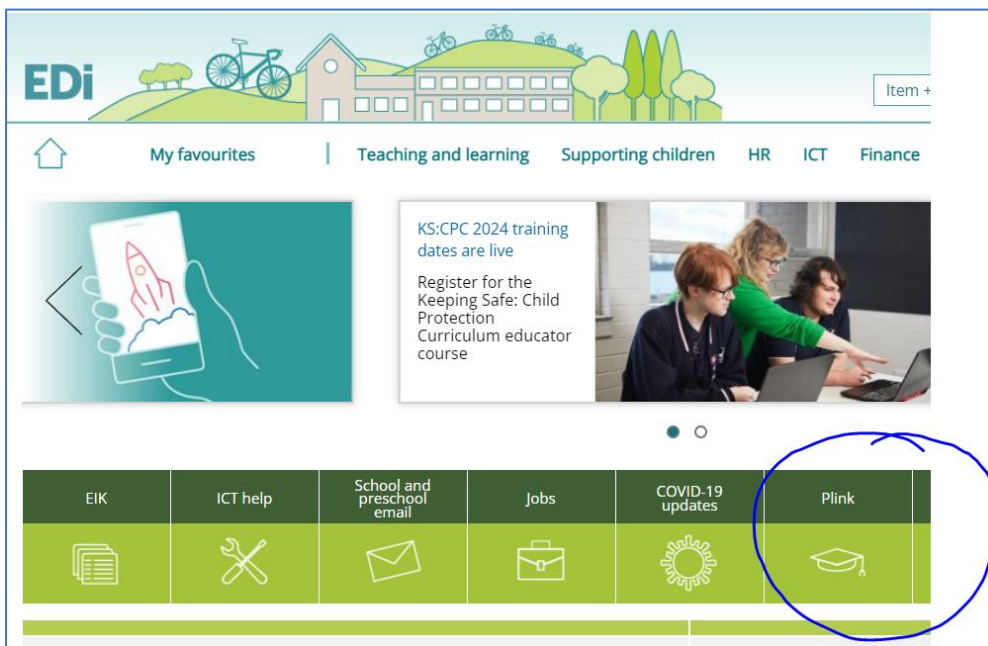 EDi
Item +
My favourites | Teaching and learning Supporting children HR ICT Finance
KS:CPC 2024 training
dates are live
Register for the
Keeping Safe: Child
Protection
Curriculum educator
course
EIK
ICT help
School and
preschool
email
Jobs
COVID-19
updates
Plink